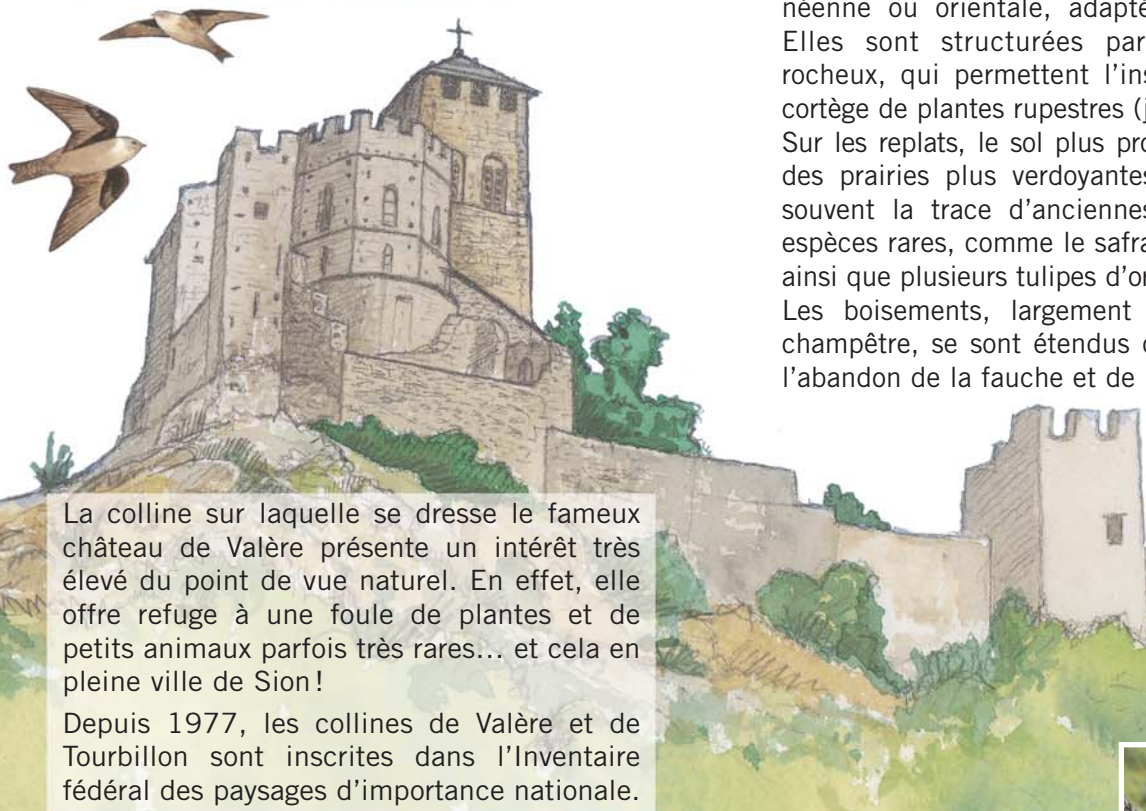 néenne ou orientale, adapté
Elles sont structurées par
rocheux, qui permettent l'ins
cortège de plantes rupestres (j
Sur les replats, le sol plus pro
des prairies plus verdoyantes
souvent la trace d'anciennes
espèces rares, comme le safra
ainsi que plusieurs tulipes d'or
Les boisements, largement
champêtre, se sont étendus
l'abandon de la fauche et de
La colline sur laquelle se dresse le fameux
château de Valère présente un intérêt très
élevé du point de vue naturel. En effet, elle
offre refuge à une foule de plantes et de
petits animaux parfois très rares… et cela en
pleine ville de Sion !
Depuis 1977, les collines de Valère et de
Tourbillon sont inscrites dans l'Inventaire
fédéral des paysages d'importance nationale.